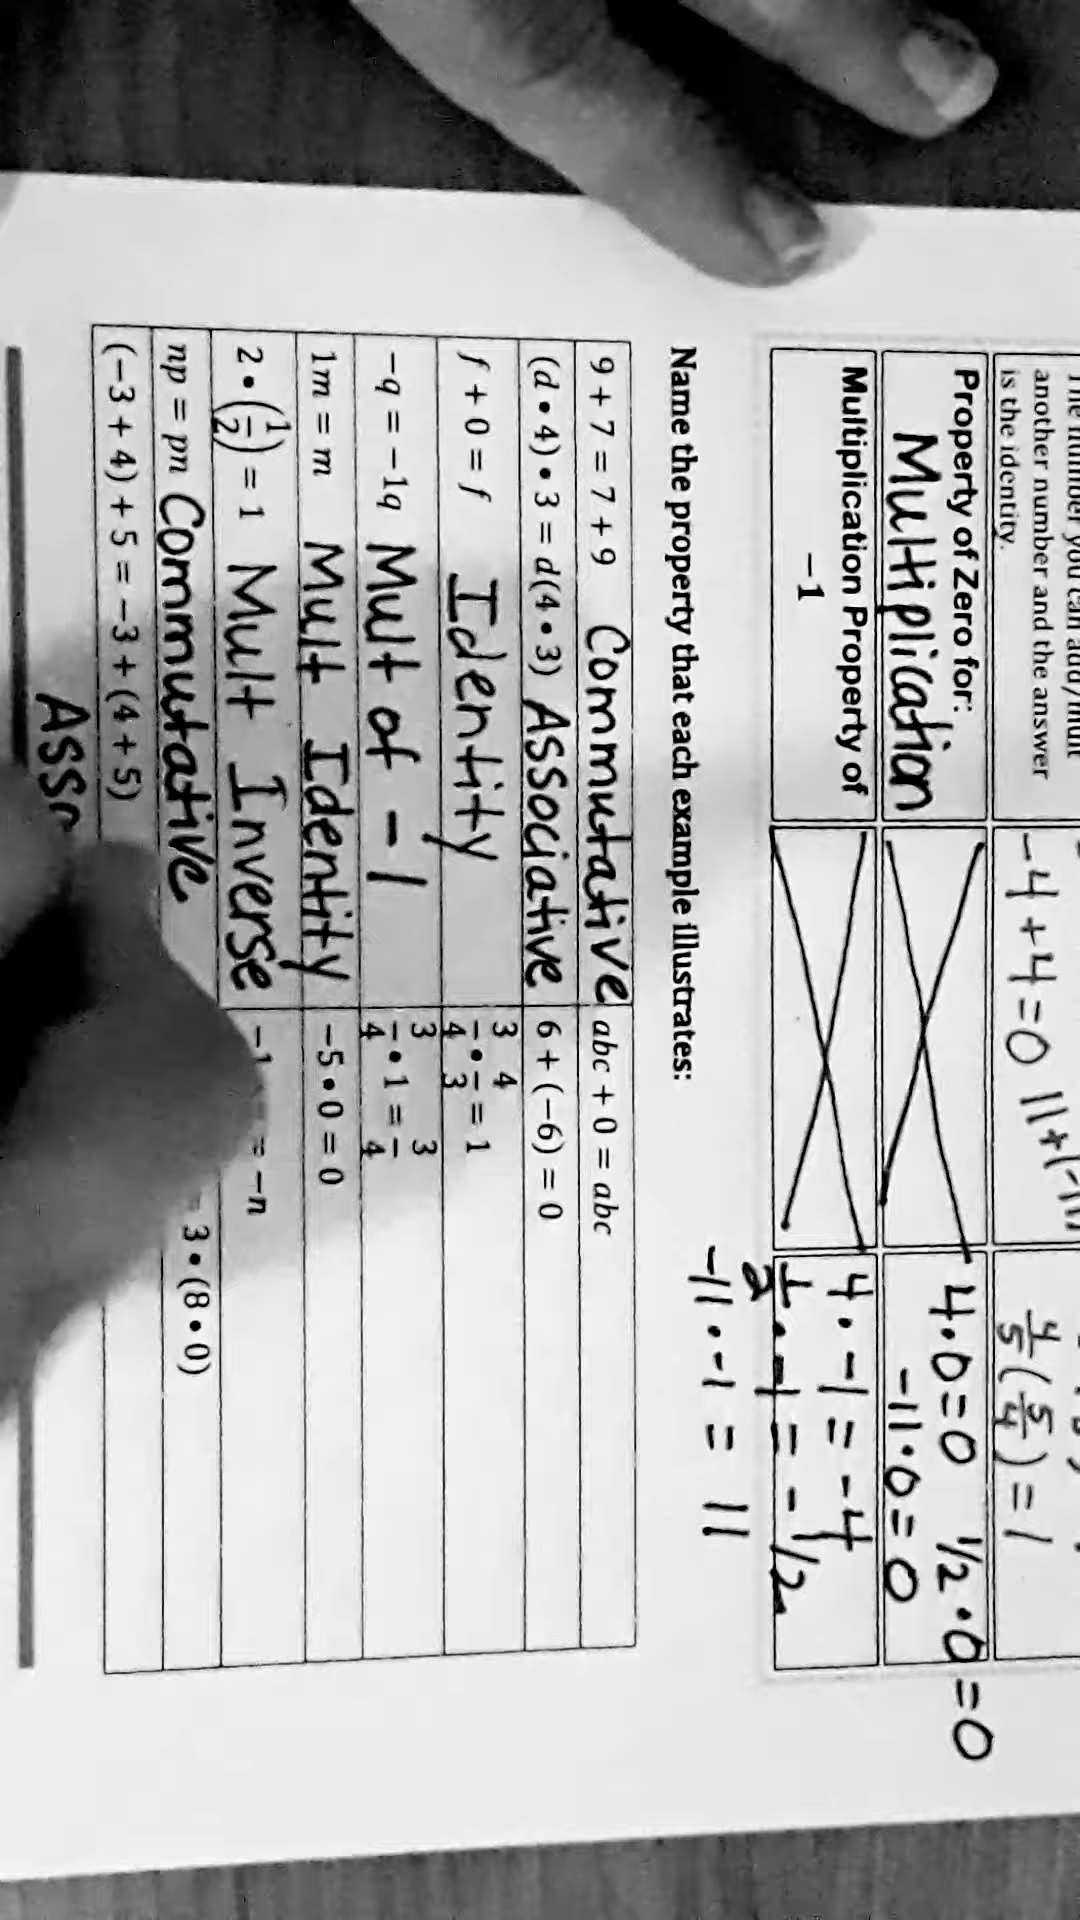 another number and the answer
is the identity.
-4 + 4 = 0
4/5 (5/4) = 1
Property of Zero for:
Multiplication
4 · 0 = 0 1/2 · 0 = 0
-11 · 0 = 0
Multiplication Property of
-1
4 · -1 = -4
1/2 · -1 = -1/2
-11 · -1 = 11
Name the property that each example illustrates:
9 + 7 = 7 + 9 Commutative
abc + 0 = abc
(d • 4) • 3 = d(4 • 3) Associative
6 + (-6) = 0
f + 0 = f Identity
3/4 • 4/3 = 1
-q = -1q Mult of -1
3/4 • 1 = 3/4
1m = m Mult Identity
-5 • 0 = 0
2 • (1/2) = 1 Mult Inverse
= -n
np = pn Commutative
3 • (8 • 0)
(-3 + 4) + 5 = -3 + (4 + 5)